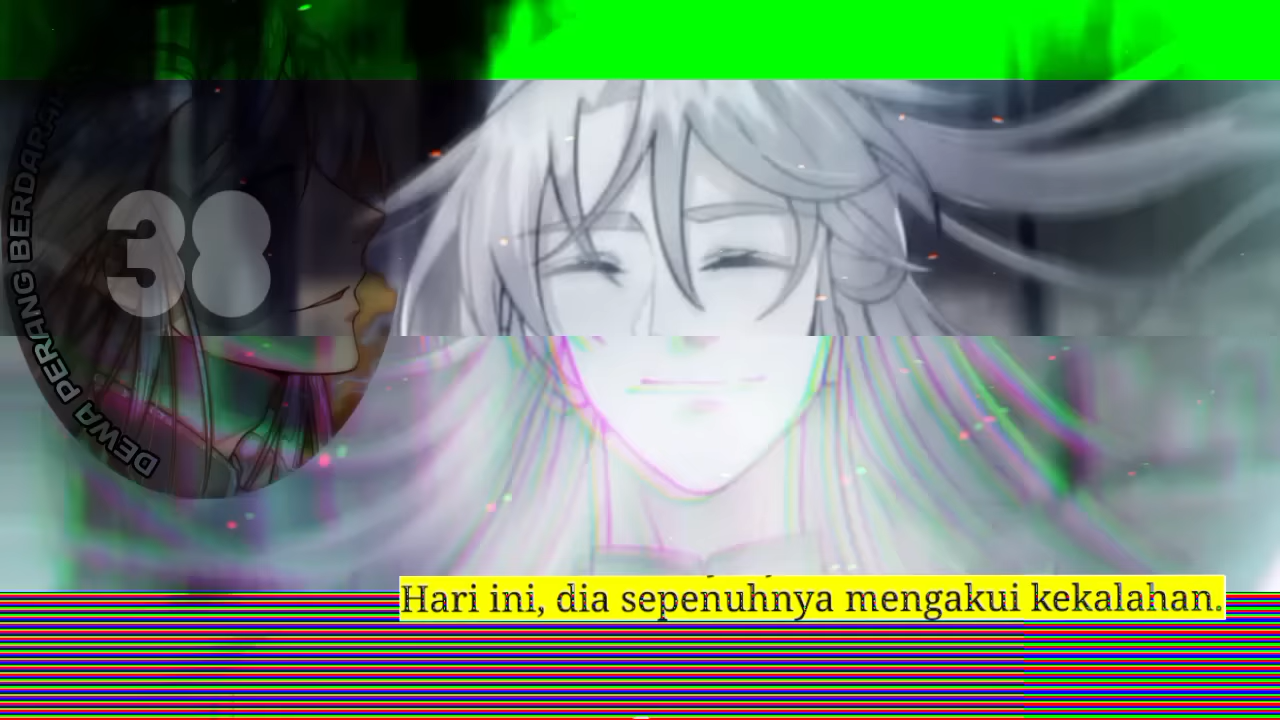 38
DEWA PERANG BERDARAH
Hari ini, dia sepenuhnya mengakui kekalahan.